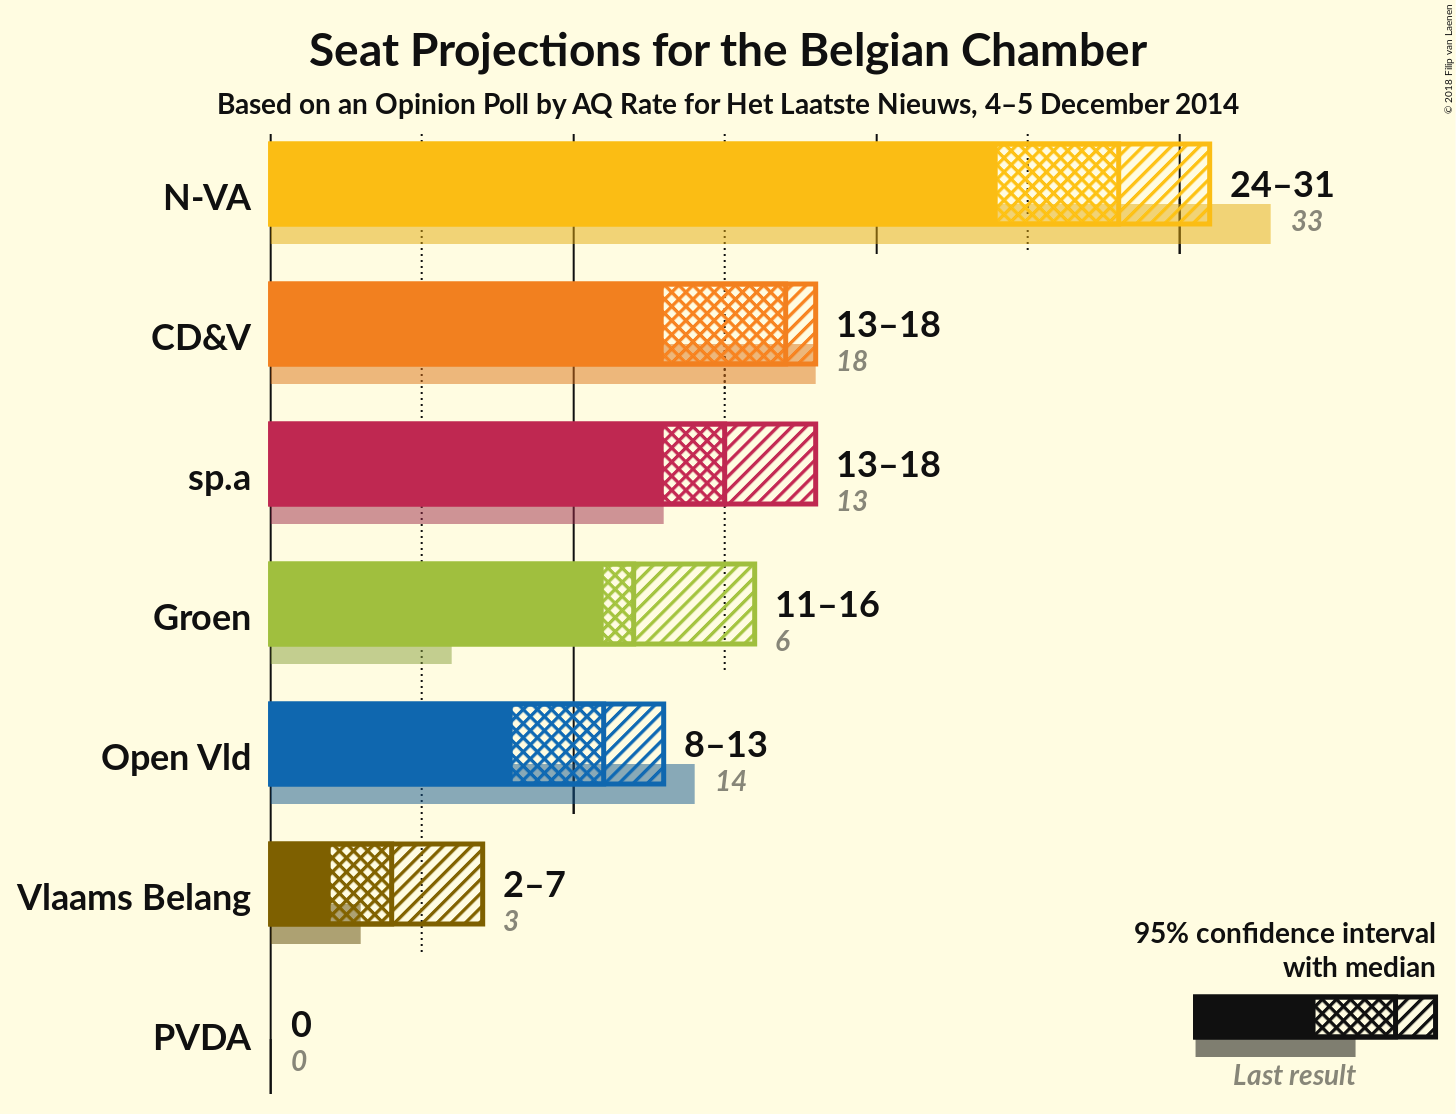 Seat Projections for the Belgian Chamber
Based on an Opinion Poll by AQ Rate for Het Laatste Nieuws, 4–5 December 2014
© 2018 Filip van Laenen
N-VA
24–31
33
CD&V
13–18
18
sp.a
13–18
13
Groen
11–16
6
Open Vld
8–13
14
Vlaams Belang
2–7
3
PVDA
0
0
95% confidence interval
with median
Last result